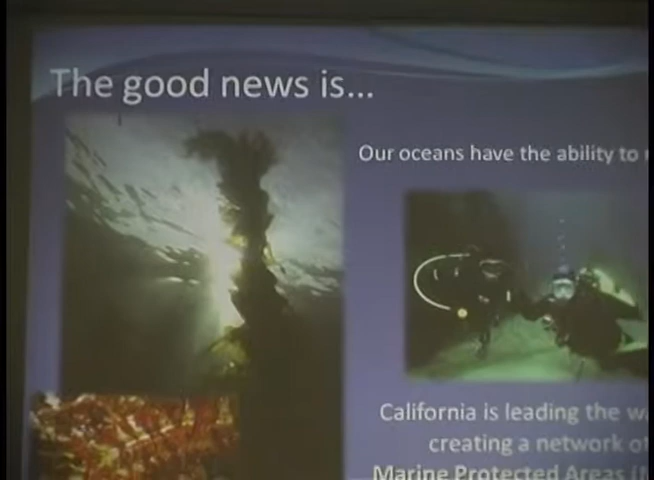 The good news is...
Our oceans have the ability to
California is leading the
creating a network of
Marine Protected Areas